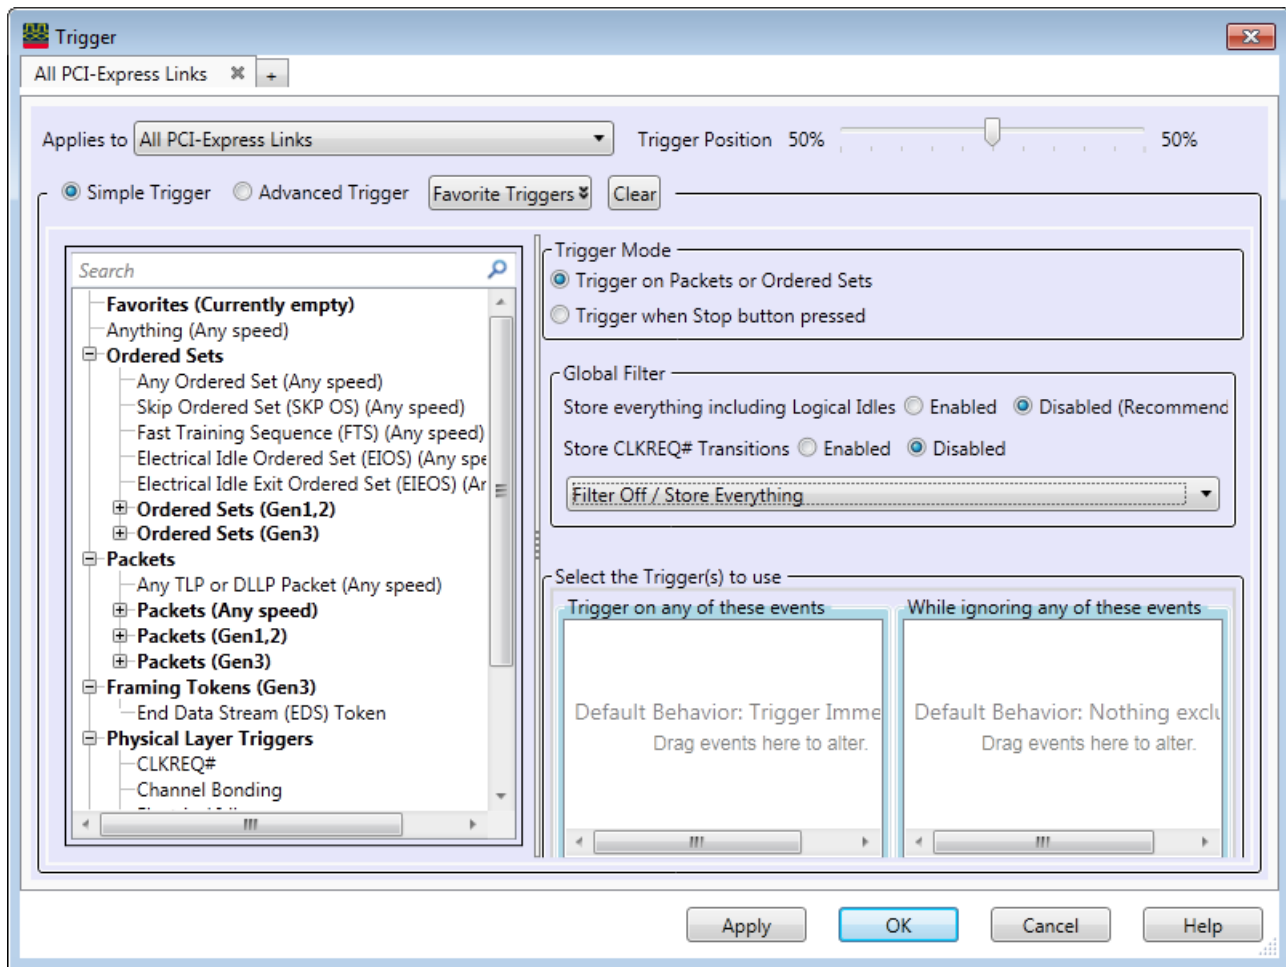 Trigger
All PCI-Express Links
+
Applies to All PCI-Express Links
Trigger Position 50% 50%
Simple Trigger Advanced Trigger Favorite Triggers Clear
Search
Favorites (Currently empty)
Anything (Any speed)
Ordered Sets
Any Ordered Set (Any speed)
Skip Ordered Set (SKP OS) (Any speed)
Fast Training Sequence (FTS) (Any speed)
Electrical Idle Ordered Set (EIOS) (Any spe
Electrical Idle Exit Ordered Set (EIEOS) (Ar
Ordered Sets (Gen1,2)
Ordered Sets (Gen3)
Packets
Any TLP or DLLP Packet (Any speed)
Packets (Any speed)
Packets (Gen1,2)
Packets (Gen3)
Framing Tokens (Gen3)
End Data Stream (EDS) Token
Physical Layer Triggers
CLKREQ#
Channel Bonding
Trigger Mode
Trigger on Packets or Ordered Sets
Trigger when Stop button pressed
Global Filter
Store everything including Logical Idles Enabled Disabled (Recommend
Store CLKREQ# Transitions Enabled Disabled
Filter Off / Store Everything
Select the Trigger(s) to use
Trigger on any of these events
Default Behavior: Trigger Imme
Drag events here to alter.
While ignoring any of these events
Default Behavior: Nothing exclu
Drag events here to alter.
Apply OK Cancel Help